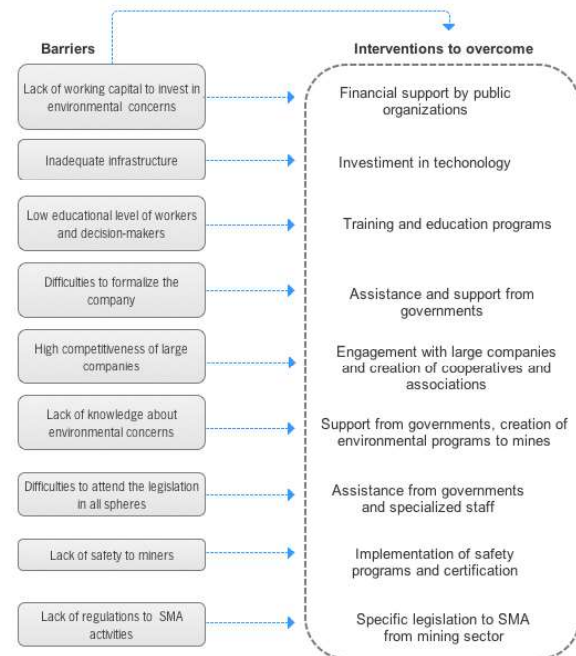 Barriers
Interventions to overcome
Lack of working capital to invest in
environmental concerns
Financial support by public
organizations
Inadequate infrastructure
Investiment in techonology
Low educational level of workers
and decision-makers
Training and education programs
Difficulties to formalize the
company
Assistance and support from
governments
High competitiveness of large
companies
Engagement with large companies
and creation of cooperatives and
associations
Lack of knowledge about
environmental concerns
Support from governments, creation of
environmental programs to mines
Difficulties to attend the legislation
in all spheres
Assistance from governments
and specialized staff
Lack of safety to miners
Implementation of safety
programs and certification
Lack of regulations to SMA
activities
Specific legislation to SMA
from mining sector